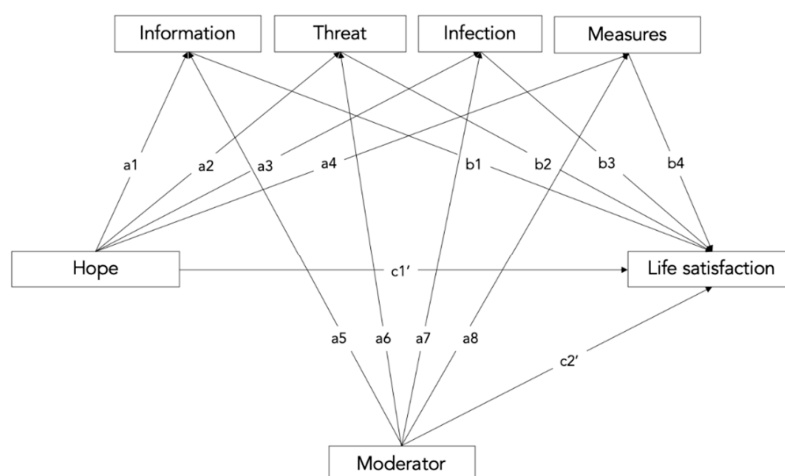 Information Threat Infection Measures
a1 a2 a3 a4 b1 b2 b3 b4
Hope c1' Life satisfaction
a5 a6 a7 a8
c2'
Moderator